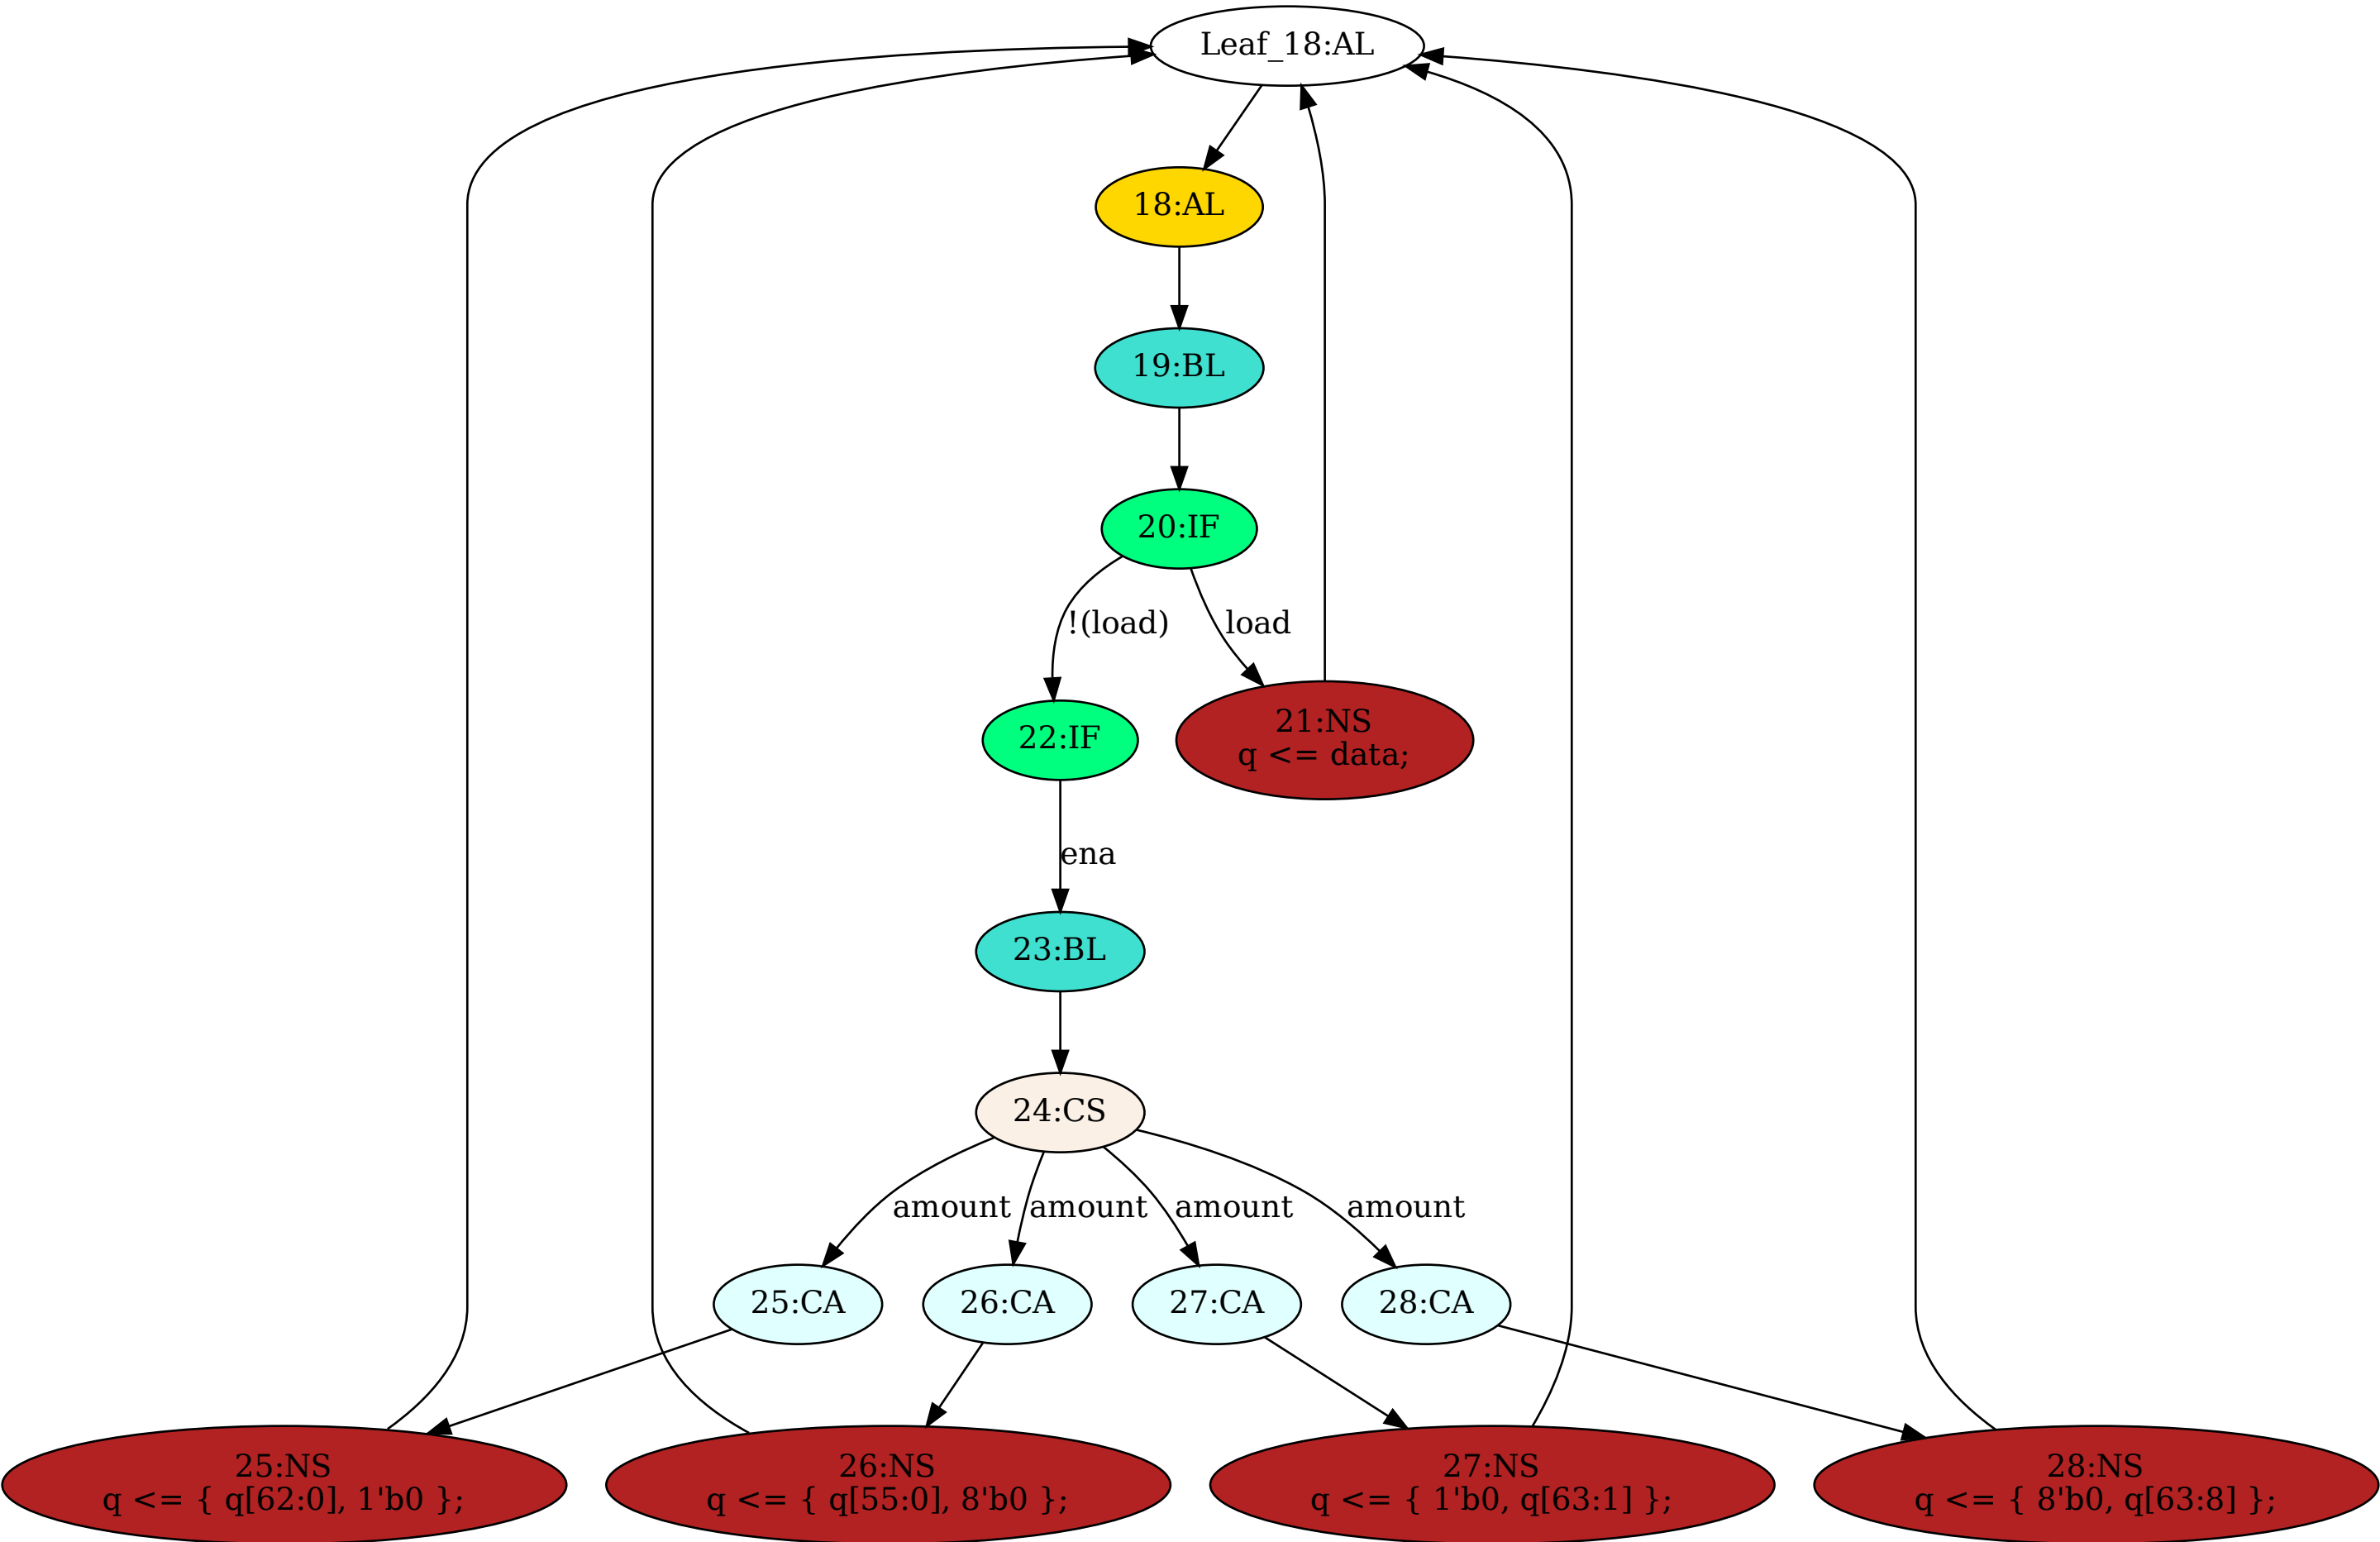 Leaf_18:AL
18:AL
19:BL
20:IF
!(load)
load
22:IF
21:NS
q <= data;
ena
23:BL
24:CS
amount
amount
amount
amount
25:CA
26:CA
27:CA
28:CA
25:NS
q <= { q[62:0], 1'b0 };
26:NS
q <= { q[55:0], 8'b0 };
27:NS
q <= { 1'b0, q[63:1] };
28:NS
q <= { 8'b0, q[63:8] };